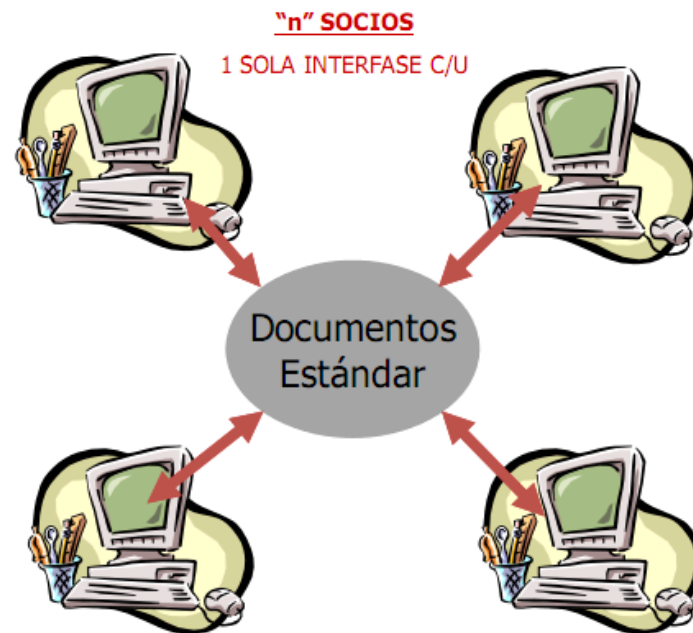 “n” SOCIOS
1 SOLA INTERFASE C/U
Documentos
Estándar